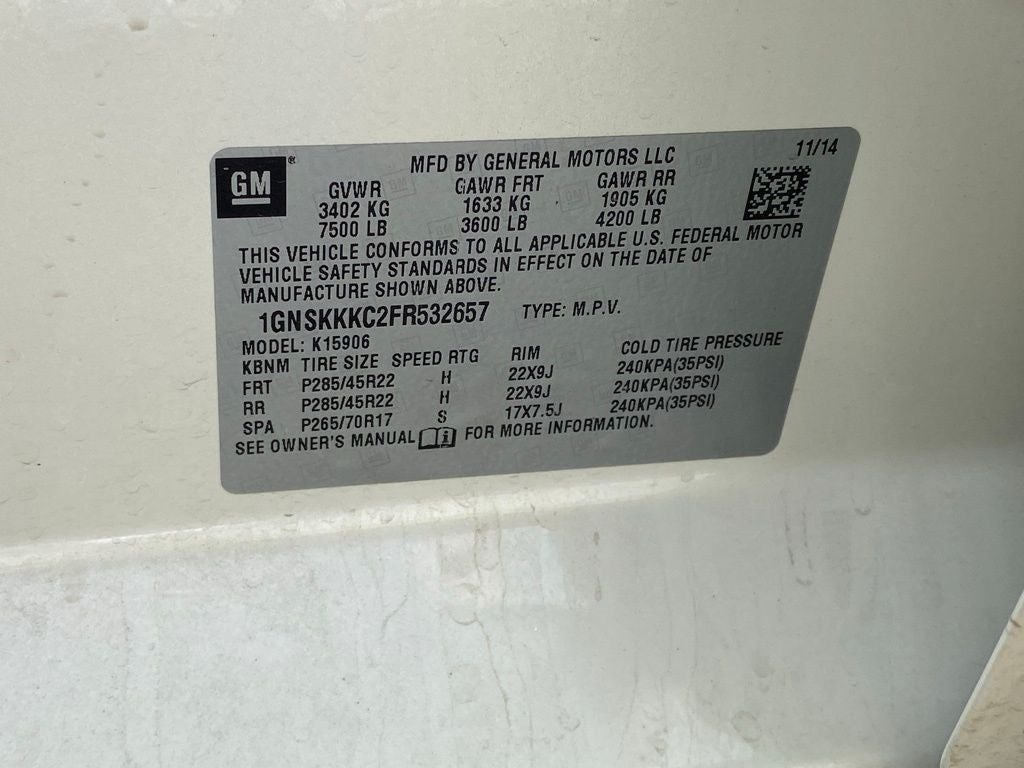 GM ®
MFD BY GENERAL MOTORS LLC 11/14
GVWR GAWR FRT GAWR RR
3402 KG 1633 KG 1905 KG
7500 LB 3600 LB 4200 LB
THIS VEHICLE CONFORMS TO ALL APPLICABLE U.S. FEDERAL MOTOR
VEHICLE SAFETY STANDARDS IN EFFECT ON THE DATE OF
MANUFACTURE SHOWN ABOVE.
1GNSKKKC2FR532657 TYPE: M.P.V.
MODEL: K15906
KBNM TIRE SIZE SPEED RTG RIM COLD TIRE PRESSURE
FRT P285/45R22 H 22X9J 240KPA(35PSI)
RR P285/45R22 H 22X9J 240KPA(35PSI)
SPA P265/70R17 S 17X7.5J 240KPA(35PSI)
SEE OWNER'S MANUAL FOR MORE INFORMATION.